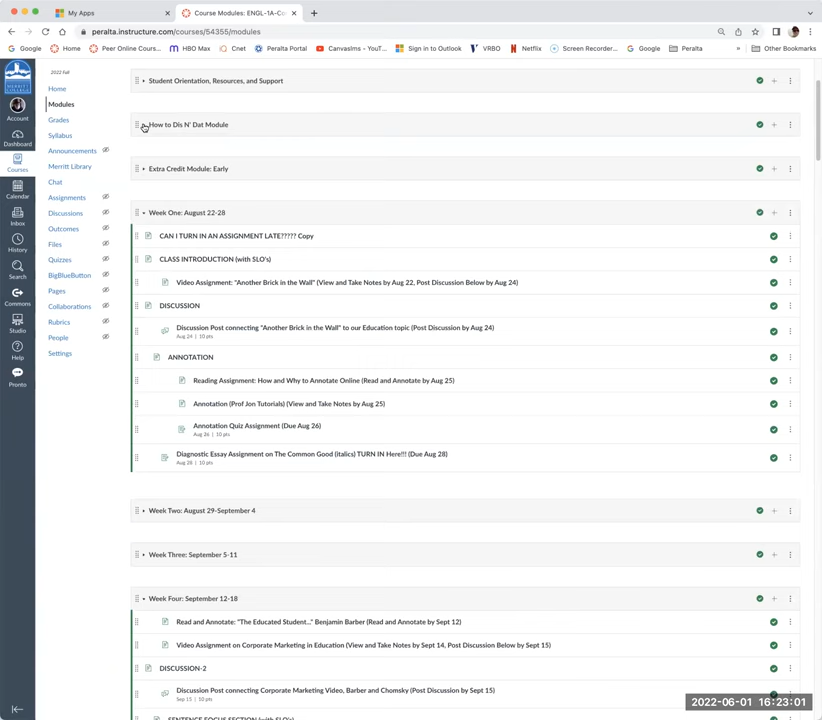 My Apps
Course Modules: ENGL-1A-Co
peralta.instructure.com/courses/54355/modules
Google
Home
Peer Online Cours...
HBO Max
Cnet
Peralta Portal
CanvasIms - YouT...
Sign in to Outlook
VRBO
Netflix
Screen Recorder...
Google
Peralta
»
Other Bookmarks
Account
Dashboard
Courses
Calendar
Inbox
History
Search
Commons
Studio
Help
Pronto
2022 Fall
Home
Modules
Grades
Syllabus
Announcements
Merritt Library
Chat
Assignments
Discussions
Outcomes
Files
Quizzes
BigBlueButton
Pages
Collaborations
Rubrics
People
Settings
Student Orientation, Resources, and Support
How to Dis N' Dat Module
Extra Credit Module: Early
Week One: August 22-28
CAN I TURN IN AN ASSIGNMENT LATE????? Copy
CLASS INTRODUCTION (with SLO's)
Video Assignment: "Another Brick in the Wall" (View and Take Notes by Aug 22, Post Discussion Below by Aug 24)
DISCUSSION
Discussion Post connecting "Another Brick in the Wall" to our Education topic (Post Discussion by Aug 24)
Aug 24 | 10 pts
ANNOTATION
Reading Assignment: How and Why to Annotate Online (Read and Annotate by Aug 25)
Annotation (Prof Jon Tutorials) (View and Take Notes by Aug 25)
Annotation Quiz Assignment (Due Aug 26)
Aug 26 | 10 pts
Diagnostic Essay Assignment on The Common Good (italics) TURN IN Here!!! (Due Aug 28)
Aug 28 | 10 pts
Week Two: August 29-September 4
Week Three: September 5-11
Week Four: September 12-18
Read and Annotate: "The Educated Student..." Benjamin Barber (Read and Annotate by Sept 12)
Video Assignment on Corporate Marketing in Education (View and Take Notes by Sept 14, Post Discussion Below by Sept 15)
DISCUSSION-2
Discussion Post connecting Corporate Marketing Video, Barber and Chomsky (Post Discussion by Sept 15)
Sep 15 | 10 pts
SENTENCE FOCUS SECTION (with SLO's)
2022-06-01 16:23:01